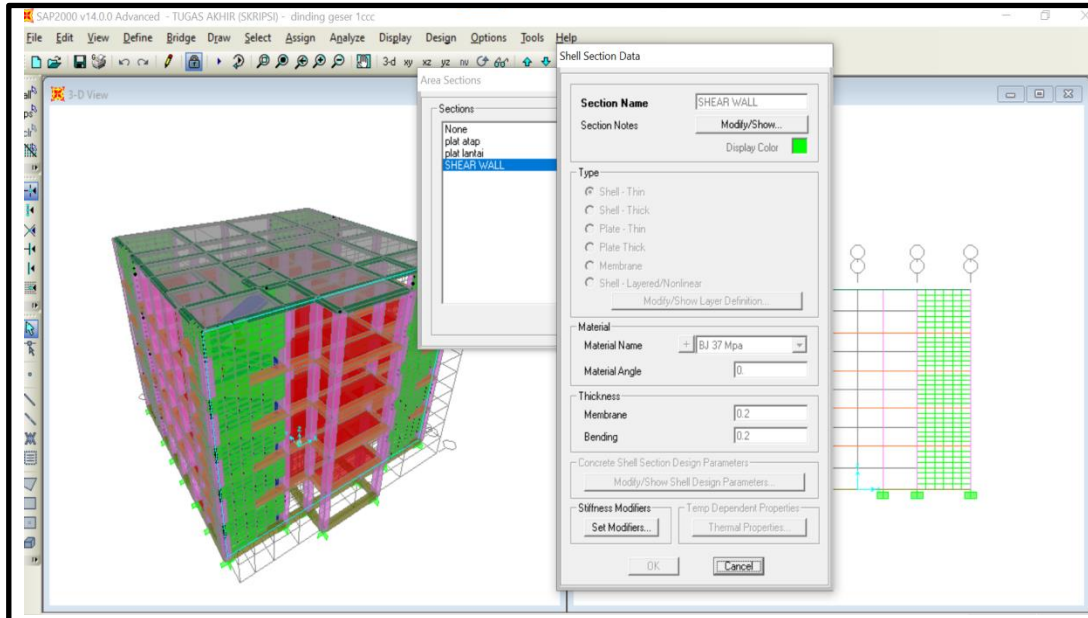 SAP2000 v14.0.0 Advanced - TUGAS AKHIR (SKRIPSI) - dinding geser 1ccc
File Edit View Define Bridge Draw Select Assign Analyze Display Design Options Tools Help
3-d xy xz yz nv
3-D View
Area Sections
Sections
None
plat atap
plat lantai
SHEAR WALL
Shell Section Data
Section Name SHEAR WALL
Section Notes Modify/Show...
Display Color
Type
Shell - Thin
Shell - Thick
Plate - Thin
Plate Thick
Membrane
Shell - Layered/Nonlinear
Modify/Show Layer Definition...
Material
Material Name + BJ 37 Mpa
Material Angle 0.
Thickness
Membrane 0.2
Bending 0.2
Concrete Shell Section Design Parameters
Modify/Show Shell Design Parameters...
Stiffness Modifiers
Set Modifiers...
Temp Dependent Properties
Thermal Properties...
OK Cancel